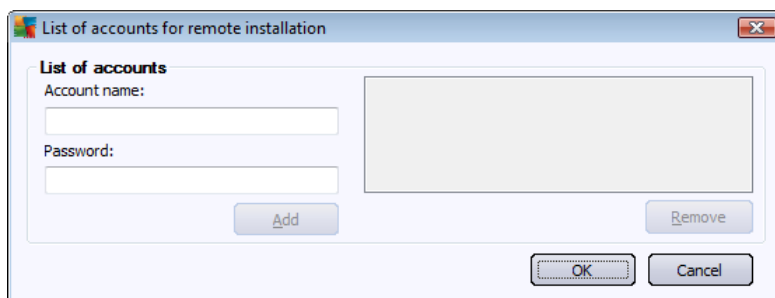 List of accounts for remote installation
List of accounts
Account name:
Password:
Add
Remove
OK
Cancel